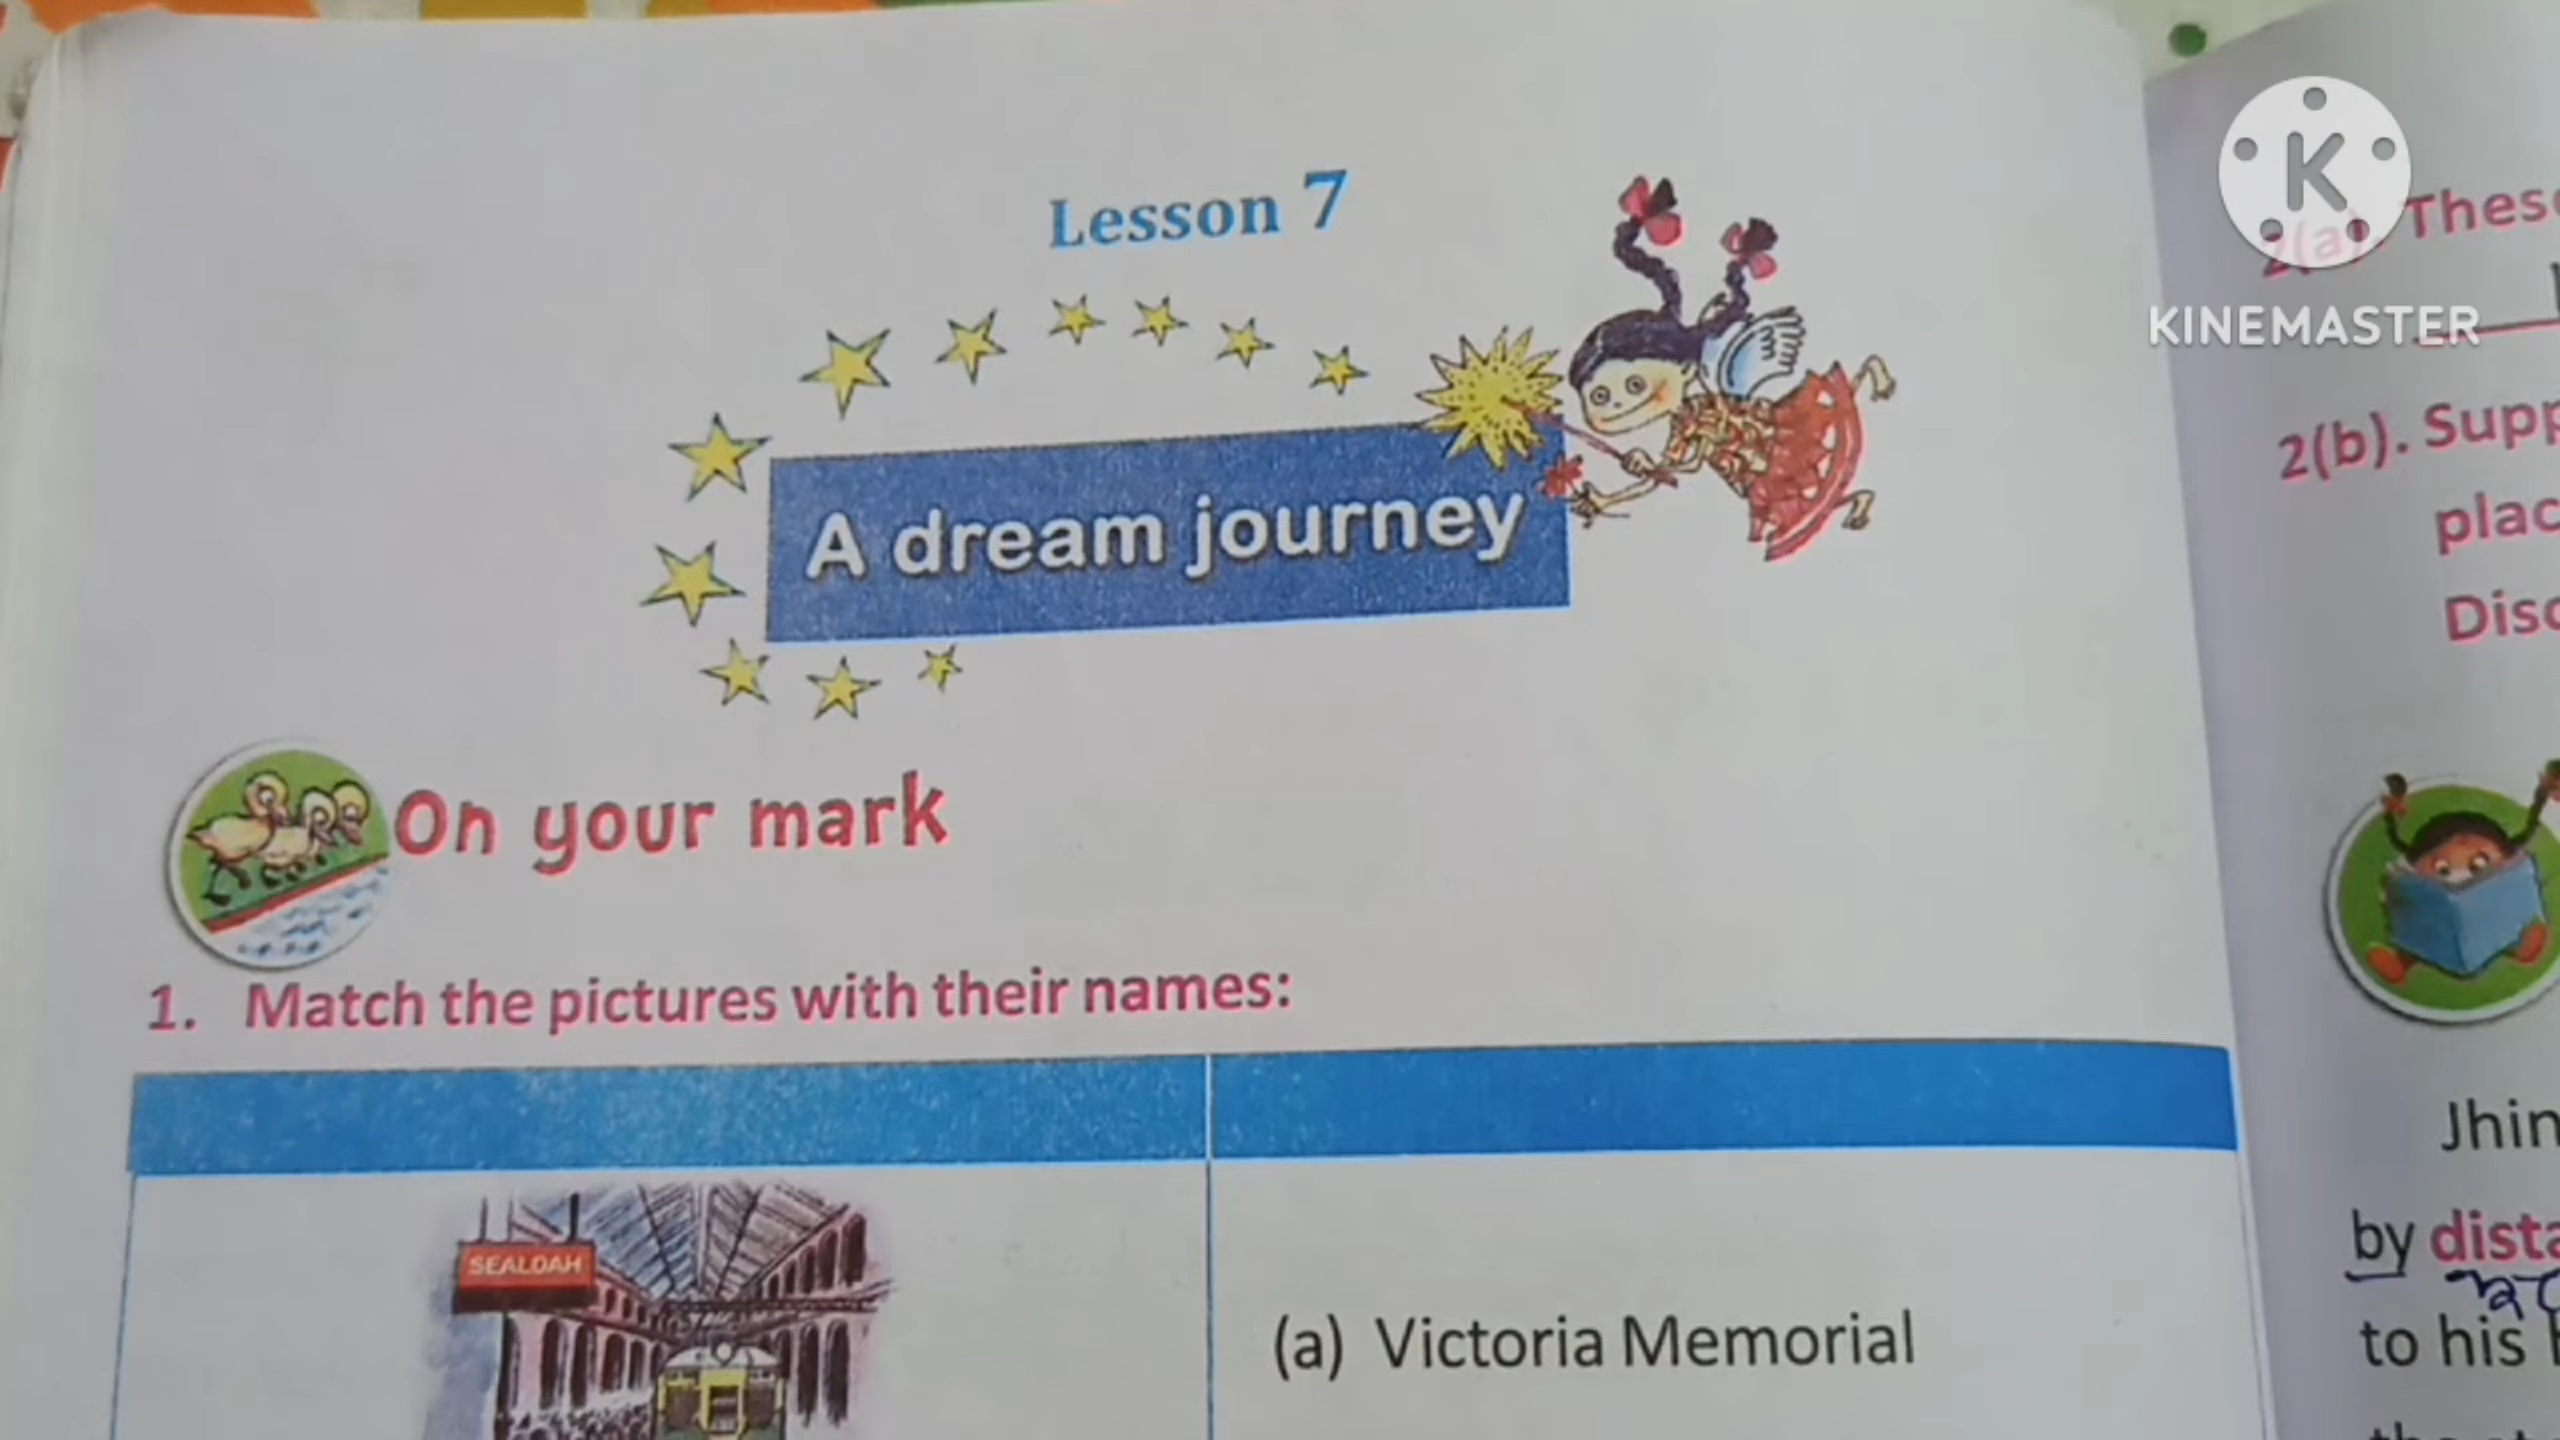 Lesson 7
A dream journey
On your mark
1. Match the pictures with their names:
SEALDAH
(a) Victoria Memorial
K
KINEMASTER
2(a). These
2(b). Supp
plac
Disc
Jhin
by dista
to his